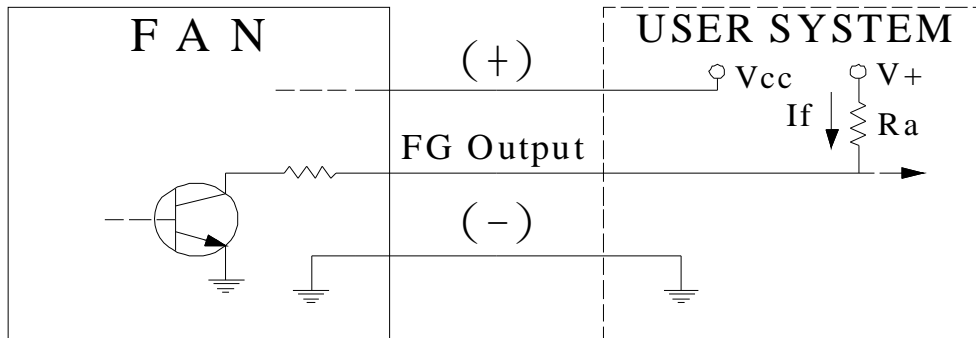 F A N
USER SYSTEM
(+)
Vcc
V+
If
Ra
FG Output
(-)